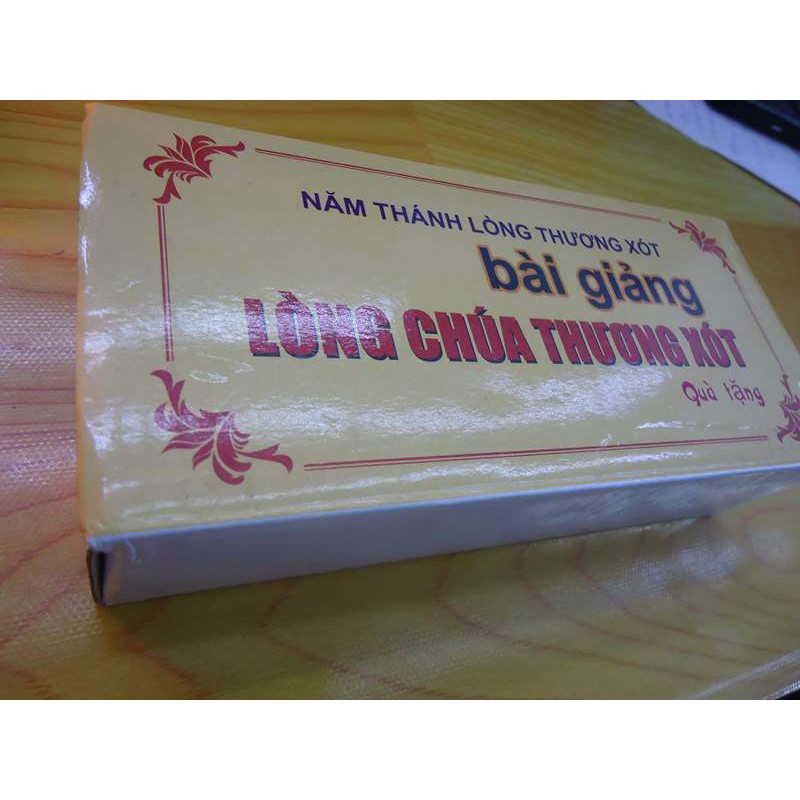 NĂM THÁNH LÒNG THƯƠNG XÓT
bài giảng
LÒNG CHÚA THƯƠNG XÓT
Quà tặng